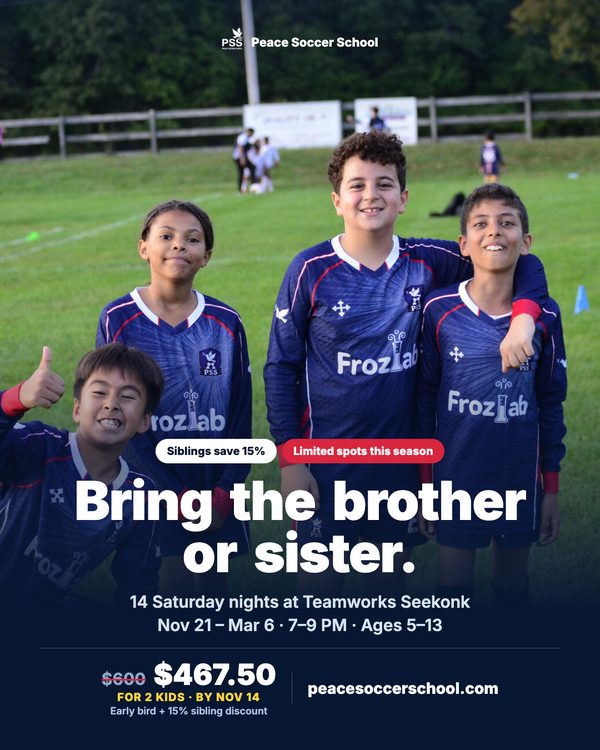 PSS
Peace Soccer School
PSS
FrozLab
FrozLab
rozLab
Siblings save 15%
Limited spots this season
Bring the brother
or sister.
14 Saturday nights at Teamworks Seekonk
Nov 21 – Mar 6 · 7–9 PM · Ages 5–13
$600 $467.50
FOR 2 KIDS · BY NOV 14
Early bird + 15% sibling discount
peacesoccerschool.com